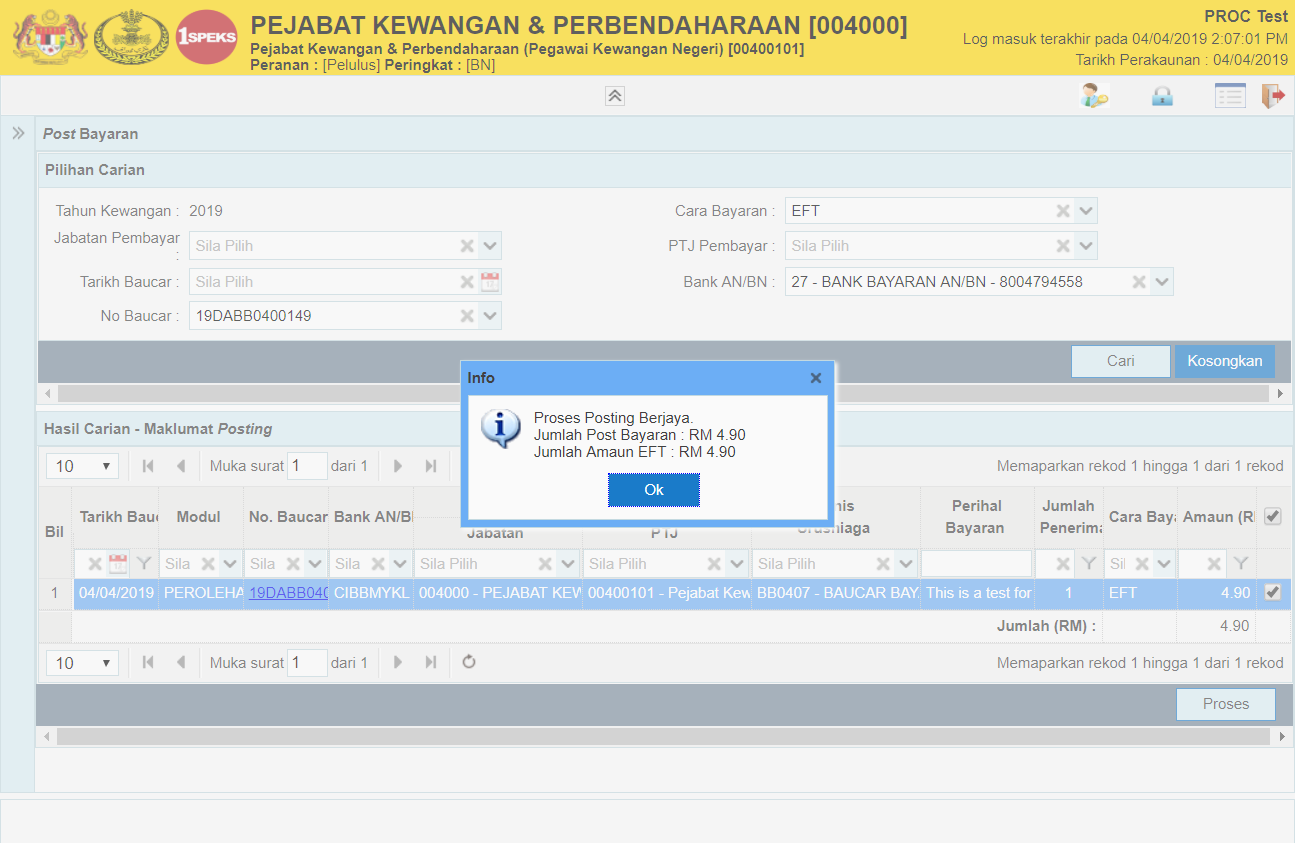 1SPEKS
PEJABAT KEWANGAN & PERBENDAHARAAN [004000]
Pejabat Kewangan & Perbendaharaan (Pegawai Kewangan Negeri) [00400101]
Peranan : [Pelulus] Peringkat : [BN]
PROC Test
Log masuk terakhir pada 04/04/2019 2:07:01 PM
Tarikh Perakaunan : 04/04/2019
Post Bayaran
Pilihan Carian
Tahun Kewangan : 2019
Cara Bayaran : EFT
Jabatan Pembayar : Sila Pilih
PTJ Pembayar : Sila Pilih
Tarikh Baucar : Sila Pilih
Bank AN/BN : 27 - BANK BAYARAN AN/BN - 8004794558
No Baucar : 19DABB0400149
Cari Kosongkan
Info
Proses Posting Berjaya.
Jumlah Post Bayaran : RM 4.90
Jumlah Amaun EFT : RM 4.90
Ok
Hasil Carian - Maklumat Posting
10 Muka surat 1 dari 1 Memaparkan rekod 1 hingga 1 dari 1 rekod
Bil Tarikh Bauc Modul No. Baucar Bank AN/B Jabatan PTJ Perihal Bayaran Jumlah Penerima Cara Baya Amaun (R
Sila Sila Sila Sila Pilih Sila Pilih Sila Pilih Sil
1 04/04/2019 PEROLEHA 19DABB040 CIBBMYKL 004000 - PEJABAT KEW 00400101 - Pejabat Kew BB0407 - BAUCAR BAY This is a test for 1 EFT 4.90
Jumlah (RM) : 4.90
10 Muka surat 1 dari 1 Memaparkan rekod 1 hingga 1 dari 1 rekod
Proses